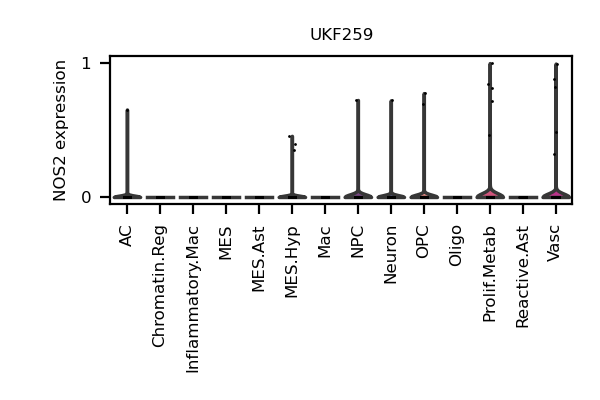 UKF259
NOS2 expression
1
0
AC
Chromatin.Reg
Inflammatory.Mac
MES
MES.Ast
MES.Hyp
Mac
NPC
Neuron
OPC
Oligo
Prolif.Metab
Reactive.Ast
Vasc